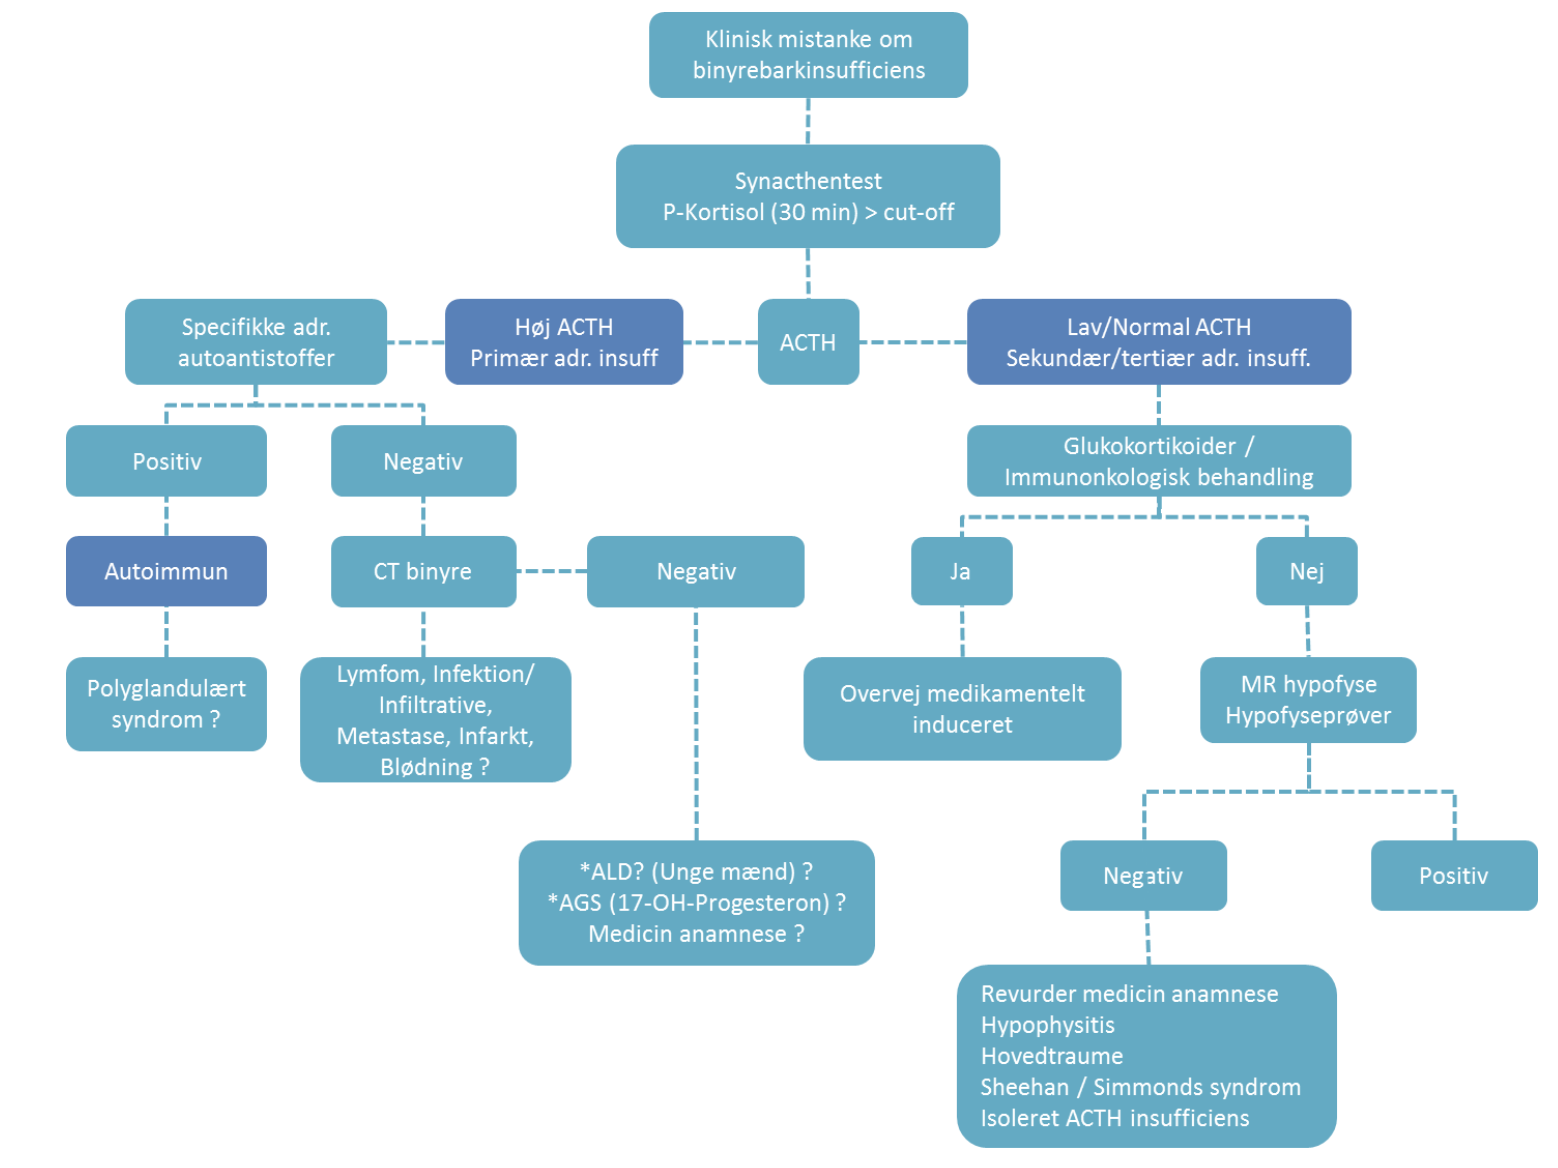 Klinisk mistanke om
binyrebarkinsufficiens
Synacthentest
P-Kortisol (30 min) > cut-off
Specifikke adr.
autoantistoffer
Høj ACTH
Primær adr. insuff
ACTH
Lav/Normal ACTH
Sekundær/tertiær adr. insuff.
Positiv
Negativ
Glukokortikoider /
Immunonkologisk behandling
Autoimmun
CT binyre
Negativ
Ja
Nej
Polyglandulært
syndrom ?
Lymfom, Infektion/
Infiltrative,
Metastase, Infarkt,
Blødning ?
Overvej medikamentelt
induceret
MR hypofyse
Hypofyseprøver
*ALD? (Unge mænd) ?
*AGS (17-OH-Progesteron) ?
Medicin anamnese ?
Negativ
Positiv
Revurder medicin anamnese
Hypophysitis
Hovedtraume
Sheehan / Simmonds syndrom
Isoleret ACTH insufficiens